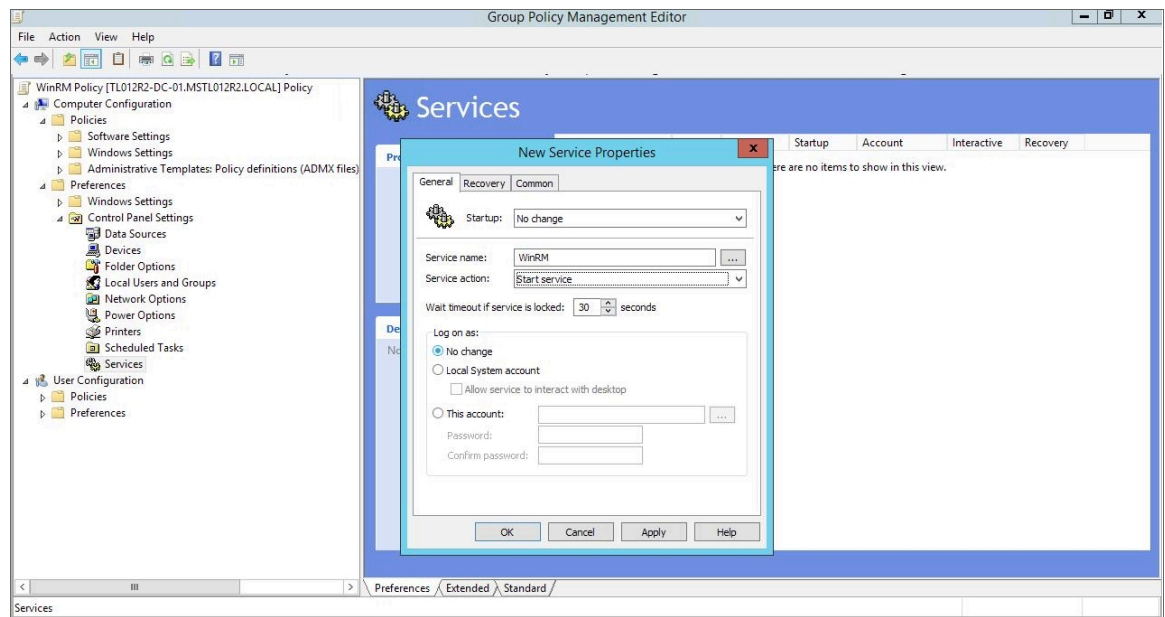 Group Policy Management Editor
File Action View Help
WinRM Policy [TL012R2-DC-01.MSTL012R2.LOCAL] Policy
Computer Configuration
Policies
Software Settings
Windows Settings
Administrative Templates: Policy definitions (ADMX files)
Preferences
Windows Settings
Control Panel Settings
Data Sources
Devices
Folder Options
Local Users and Groups
Network Options
Power Options
Printers
Scheduled Tasks
Services
User Configuration
Policies
Preferences
Services
Startup Account Interactive Recovery
ere are no items to show in this view.
Pr
De
No
New Service Properties
General Recovery Common
Startup: No change
Service name: WinRM ...
Service action: Start service
Wait timeout if service is locked: 30 seconds
Log on as:
No change
Local System account
Allow service to interact with desktop
This account: ...
Password:
Confirm password:
OK Cancel Apply Help
Preferences Extended Standard
Services